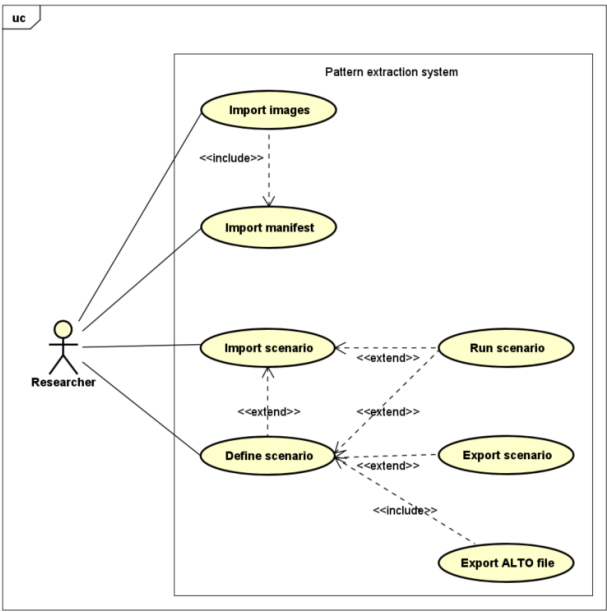 uc
Pattern extraction system
Import images
<<include>>
Import manifest
Import scenario
<<extend>>
Run scenario
Researcher
<<extend>>
<<extend>>
Define scenario
<<extend>>
Export scenario
<<include>>
Export ALTO file